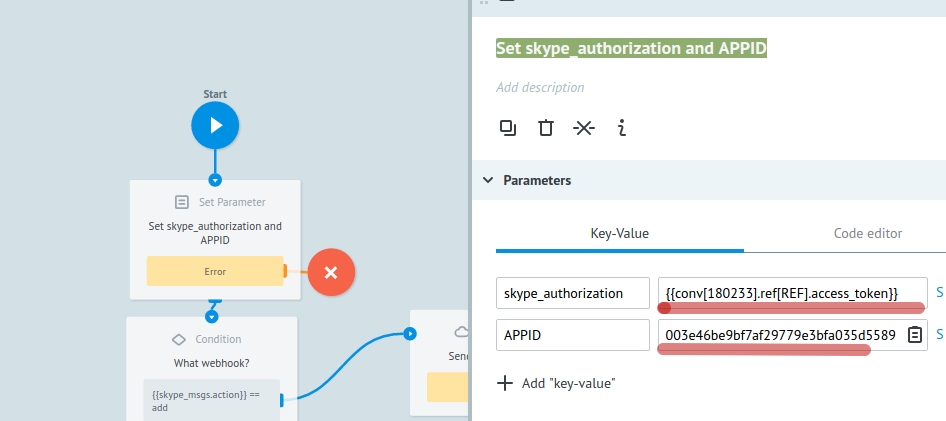 Start
Set Parameter
Set skype_authorization and
APPID
Error
Condition
What webhook?
{{skype_msgs.action}} ==
add
Set skype_authorization and APPID
Add description
Parameters
Key-Value
Code editor
skype_authorization
{{conv[180233].ref[REF].access_token}}
S
APPID
003e46be9bf7af29779e3bfa035d5589
S
Add "key-value"